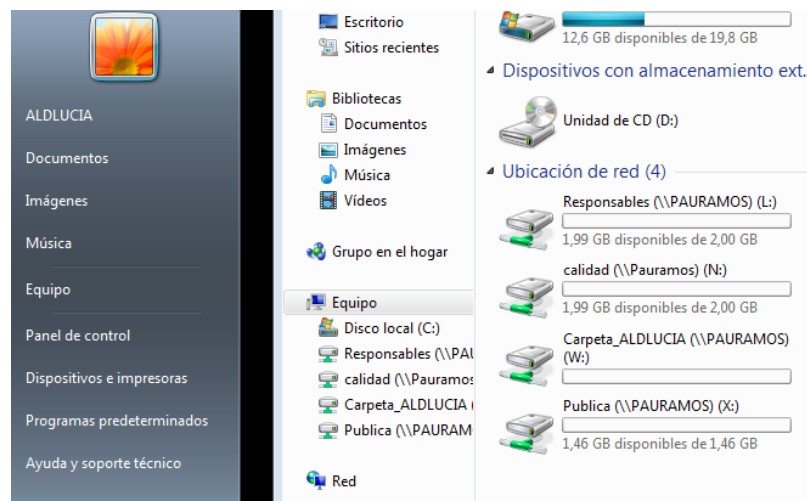 ALDLUCIA
Documentos
Imágenes
Música
Equipo
Panel de control
Dispositivos e impresoras
Programas predeterminados
Ayuda y soporte técnico
Escritorio
Sitios recientes
Bibliotecas
Documentos
Imágenes
Música
Vídeos
Grupo en el hogar
Equipo
Disco local (C:)
Responsables (\\PAU
calidad (\\Pauramos
Carpeta_ALDLUCIA (
Publica (\\PAURAM
Red
12,6 GB disponibles de 19,8 GB
Dispositivos con almacenamiento ext.
Unidad de CD (D:)
Ubicación de red (4)
Responsables (\\PAURAMOS) (L:)
1,99 GB disponibles de 2,00 GB
calidad (\\Pauramos) (N:)
1,99 GB disponibles de 2,00 GB
Carpeta_ALDLUCIA (\\PAURAMOS)
(W:)
Publica (\\PAURAMOS) (X:)
1,46 GB disponibles de 1,46 GB